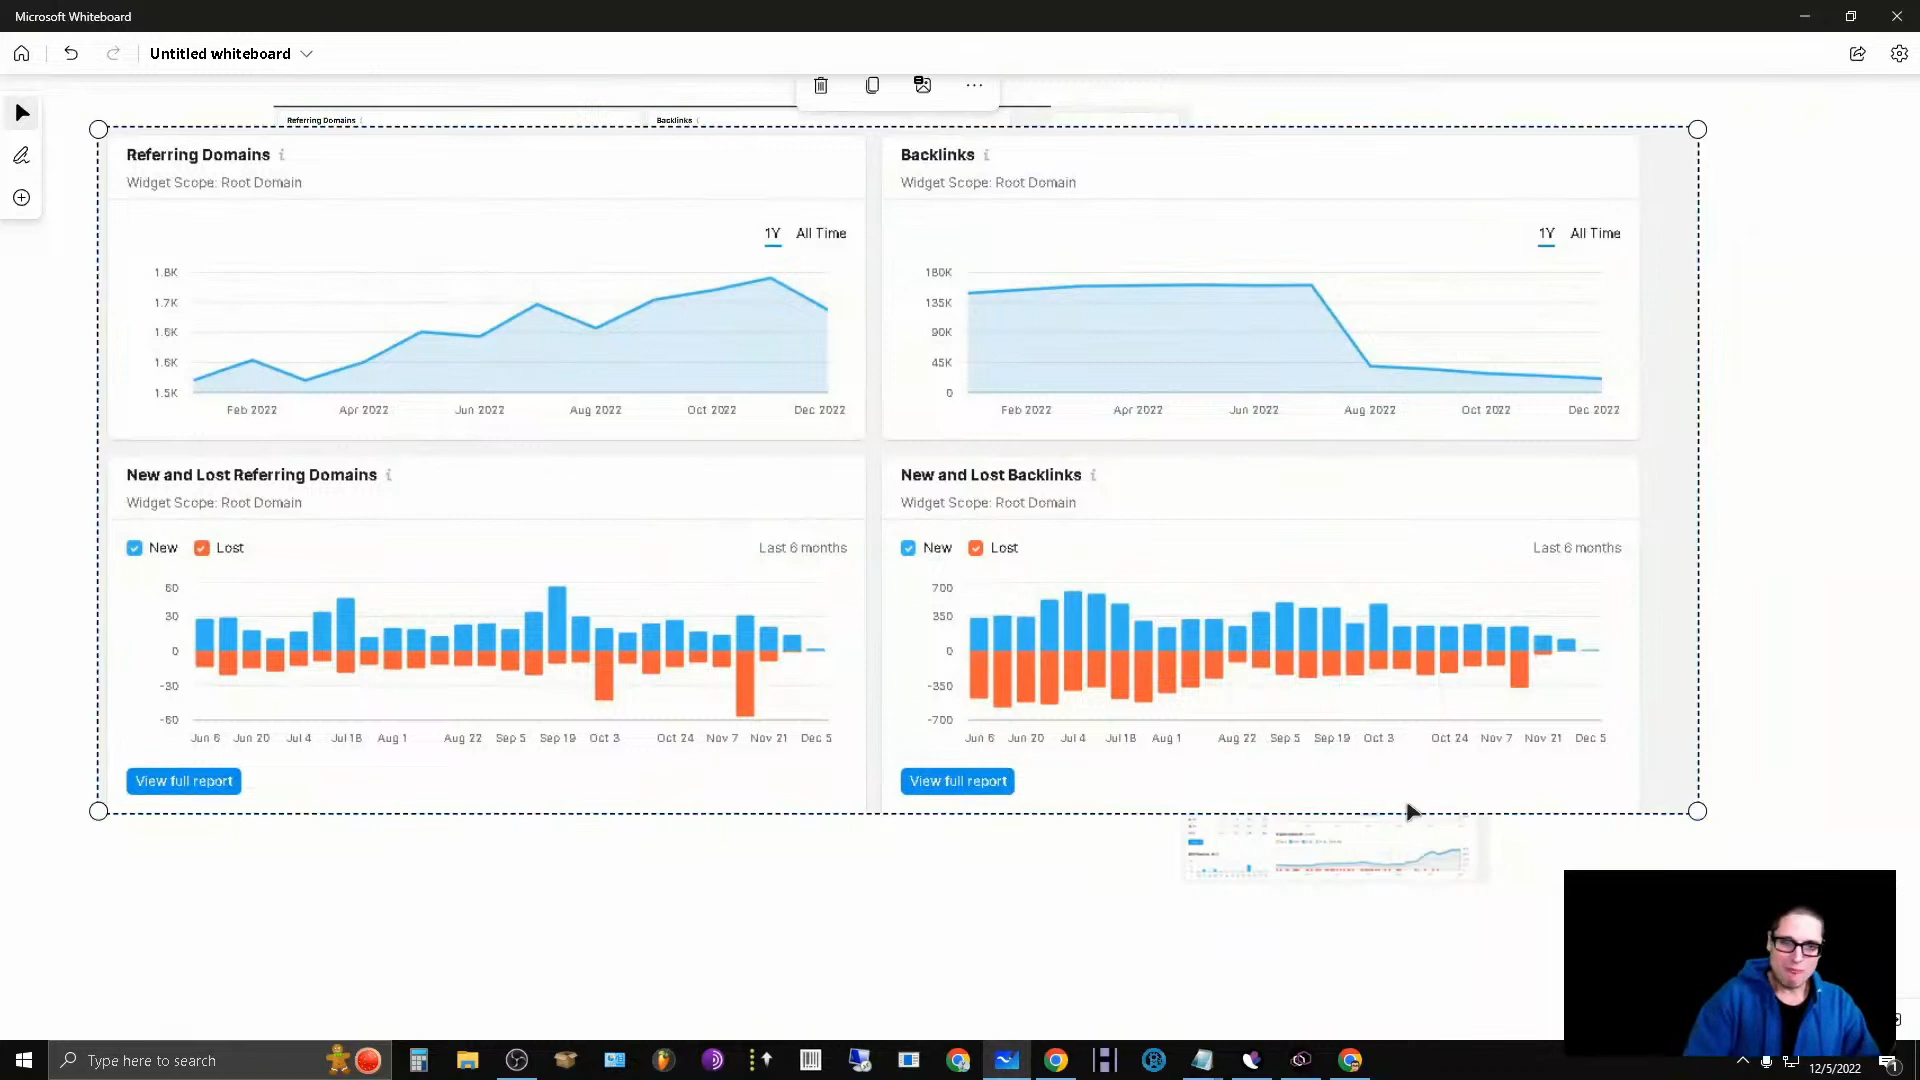 Microsoft Whiteboard
Untitled whiteboard
Referring Domains
Backlinks
Referring Domains i
Widget Scope: Root Domain
1Y All Time
1.8K
1.7K
1.6K
1.6K
1.5K
Feb 2022 Apr 2022 Jun 2022 Aug 2022 Oct 2022 Dec 2022
Backlinks i
Widget Scope: Root Domain
1Y All Time
180K
135K
90K
45K
0
Feb 2022 Apr 2022 Jun 2022 Aug 2022 Oct 2022 Dec 2022
New and Lost Referring Domains i
Widget Scope: Root Domain
New Lost Last 6 months
60
30
0
-30
-60
Jun 6 Jun 20 Jul 4 Jul 18 Aug 1 Aug 22 Sep 5 Sep 19 Oct 3 Oct 24 Nov 7 Nov 21 Dec 5
View full report
New and Lost Backlinks i
Widget Scope: Root Domain
New Lost Last 6 months
700
350
0
-350
-700
Jun 6 Jun 20 Jul 4 Jul 18 Aug 1 Aug 22 Sep 5 Sep 19 Oct 3 Oct 24 Nov 7 Nov 21 Dec 5
View full report
Type here to search
12/5/2022
1